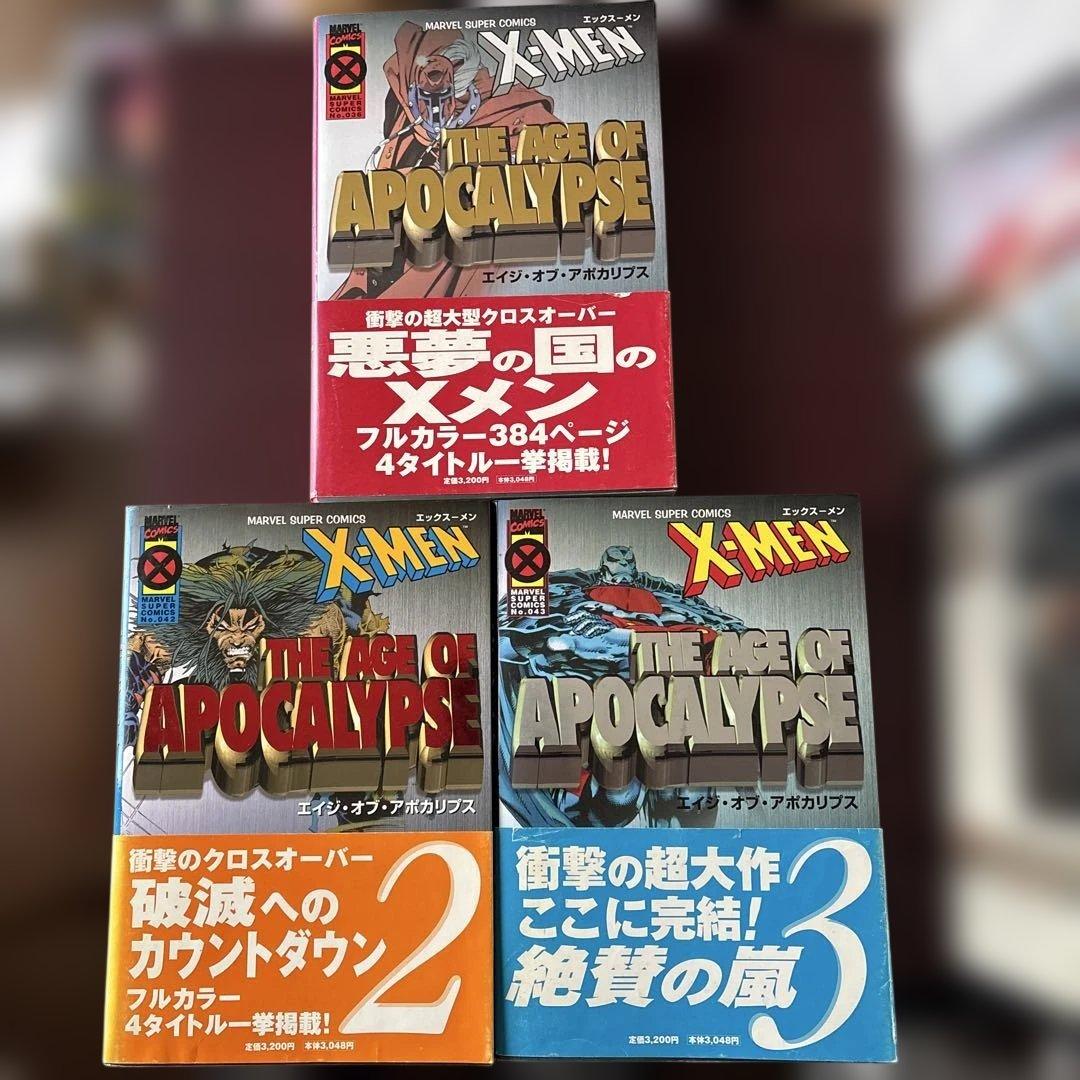 MARVEL COMICS
MARVEL SUPER COMICS No.036
MARVEL SUPER COMICS
エックスーメン
X-MEN
THE AGE OF
APOCALYPSE
エイジ・オブ・アポカリプス
衝撃の超大型クロスオーバー
悪夢の国の
Xメン
フルカラー384ページ
4タイトル一挙掲載!
定価3,200円 本体3,048円
MARVEL COMICS
MARVEL SUPER COMICS No.042
MARVEL SUPER COMICS
エックスーメン
X-MEN™
THE AGE OF
APOCALYPSE
エイジ・オブ・アポカリプス
衝撃のクロスオーバー
破滅への
カウントダウン
フルカラー
4タイトル一挙掲載!
2
定価3,200円 本体3,048円
MARVEL COMICS
MARVEL SUPER COMICS No.043
MARVEL SUPER COMICS
エックスーメン
X-MEN™
THE AGE OF
APOCALYPSE
エイジ・オブ・アポカリプス
衝撃の超大作
ここに完結!
絶賛の嵐
3
定価3,200円 本体3,048円